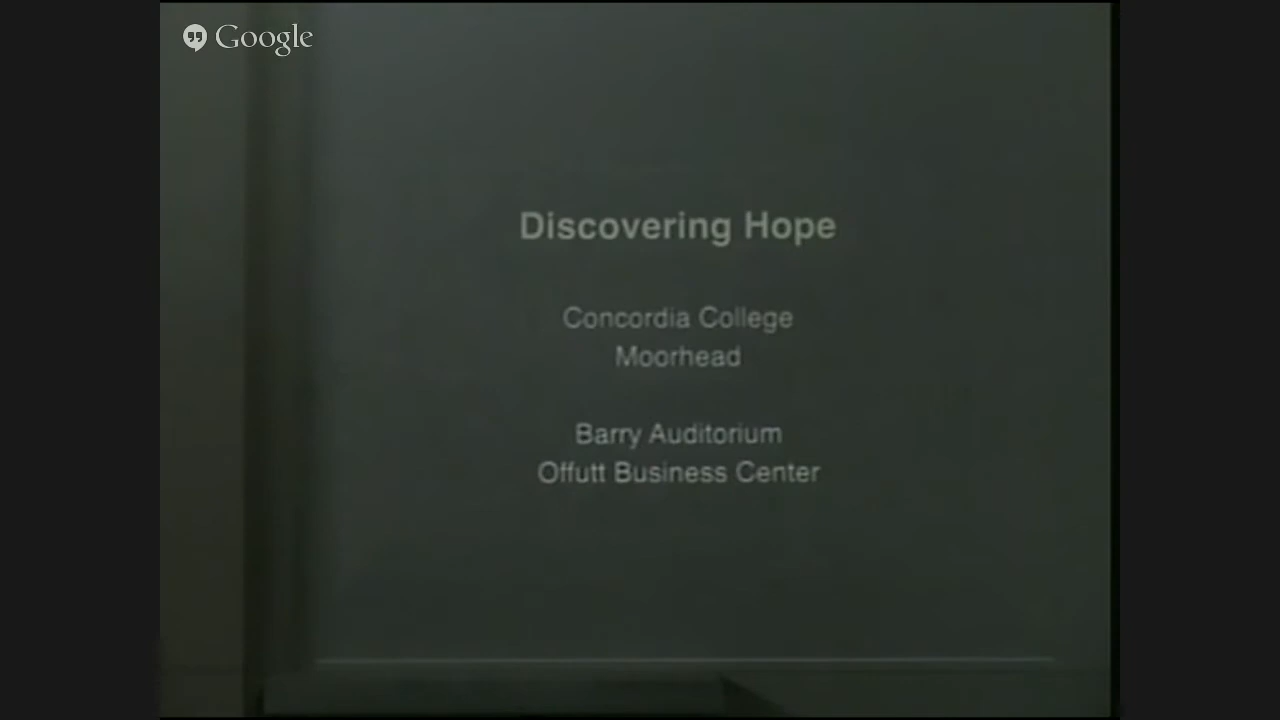 Google
Discovering Hope
Concordia College
Moorhead
Barry Auditorium
Offutt Business Center